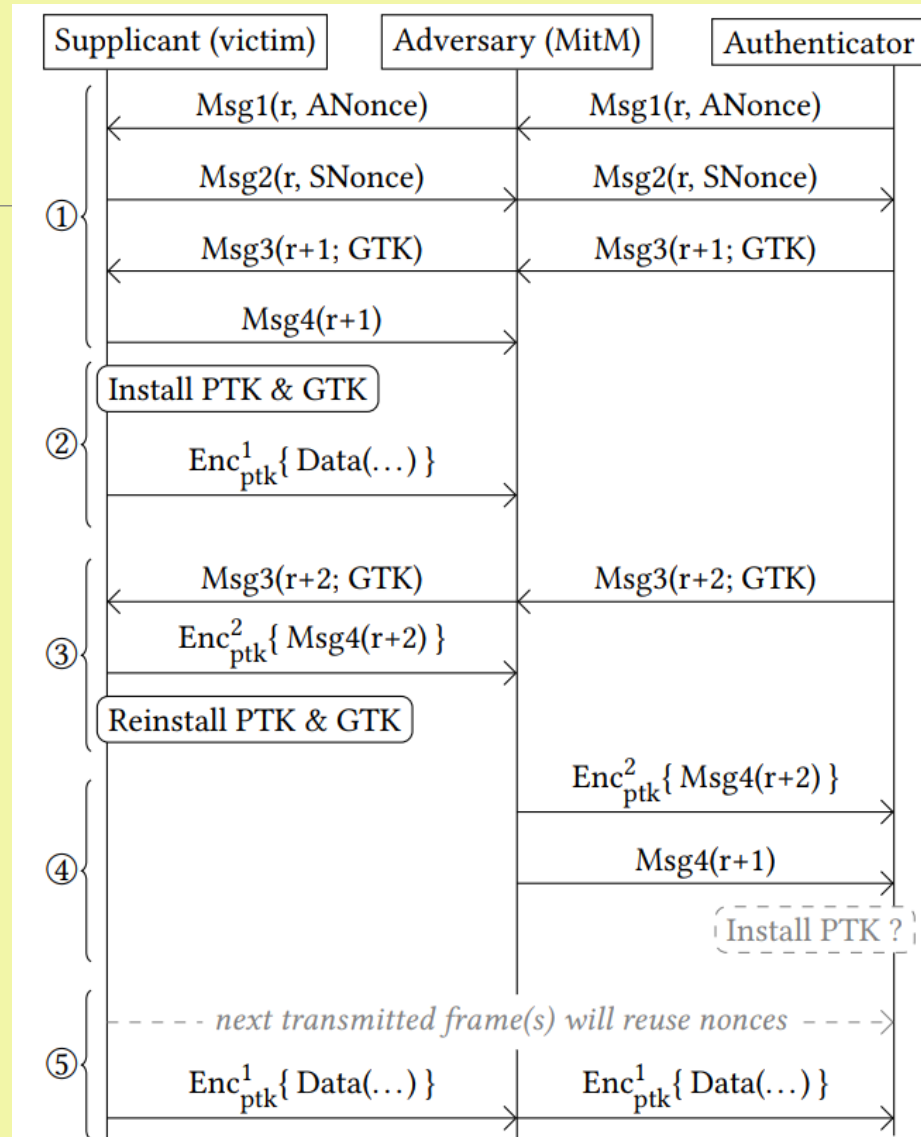 Supplicant (victim) Adversary (MitM) Authenticator
Msg1(r, ANonce) Msg1(r, ANonce)
Msg2(r, SNonce) Msg2(r, SNonce)
①
Msg3(r+1; GTK) Msg3(r+1; GTK)
Msg4(r+1)
Install PTK & GTK
②
Enc¹ptk{ Data(…) }
Msg3(r+2; GTK) Msg3(r+2; GTK)
Enc²ptk{ Msg4(r+2) }
③
Reinstall PTK & GTK
Enc²ptk{ Msg4(r+2) }
④
Msg4(r+1)
Install PTK ?
next transmitted frame(s) will reuse nonces
⑤
Enc¹ptk{ Data(…) } Enc¹ptk{ Data(…) }